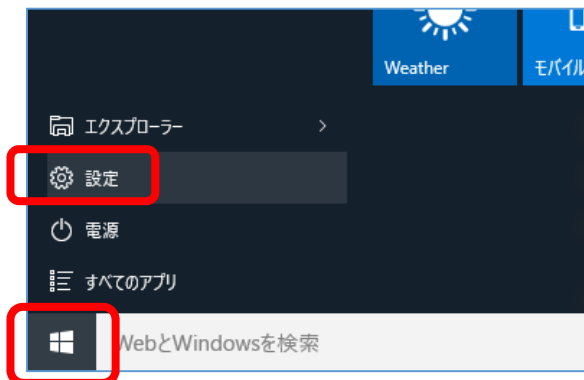 Weather
モバイル
エクスプローラー
設定
電源
すべてのアプリ
WebとWindowsを検索